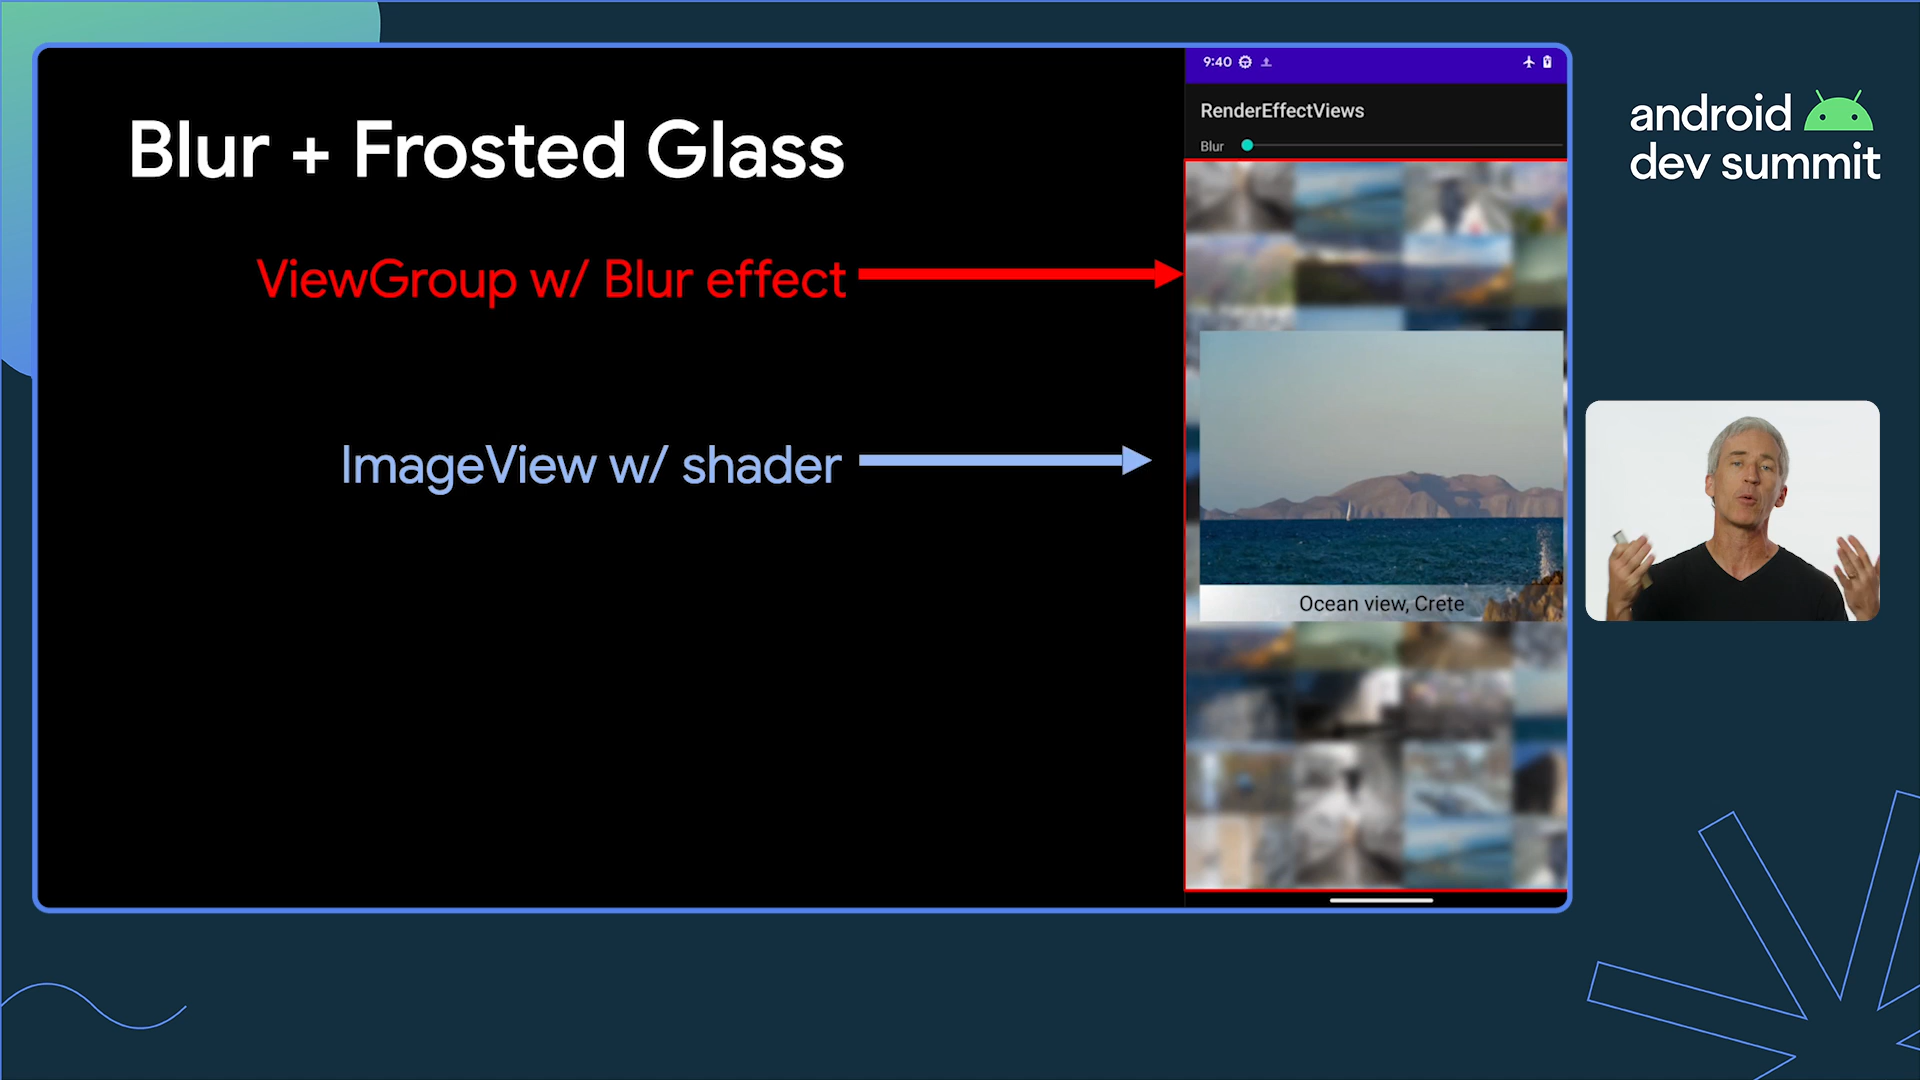 Blur + Frosted Glass
ViewGroup w/ Blur effect
ImageView w/ shader
9:40
RenderEffectViews
Blur
Ocean view, Crete
android
dev summit